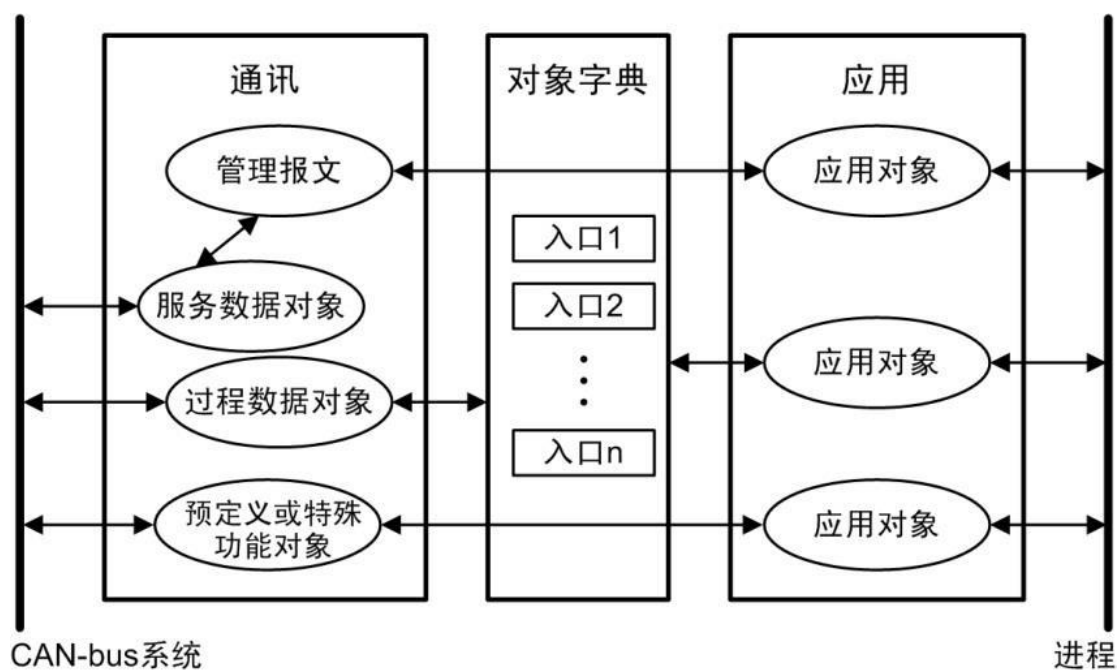 通讯
对象字典
应用
管理报文
应用对象
入口1
服务数据对象
入口2
过程数据对象
应用对象
入口n
预定义或特殊
功能对象
应用对象
CAN-bus系统
进程